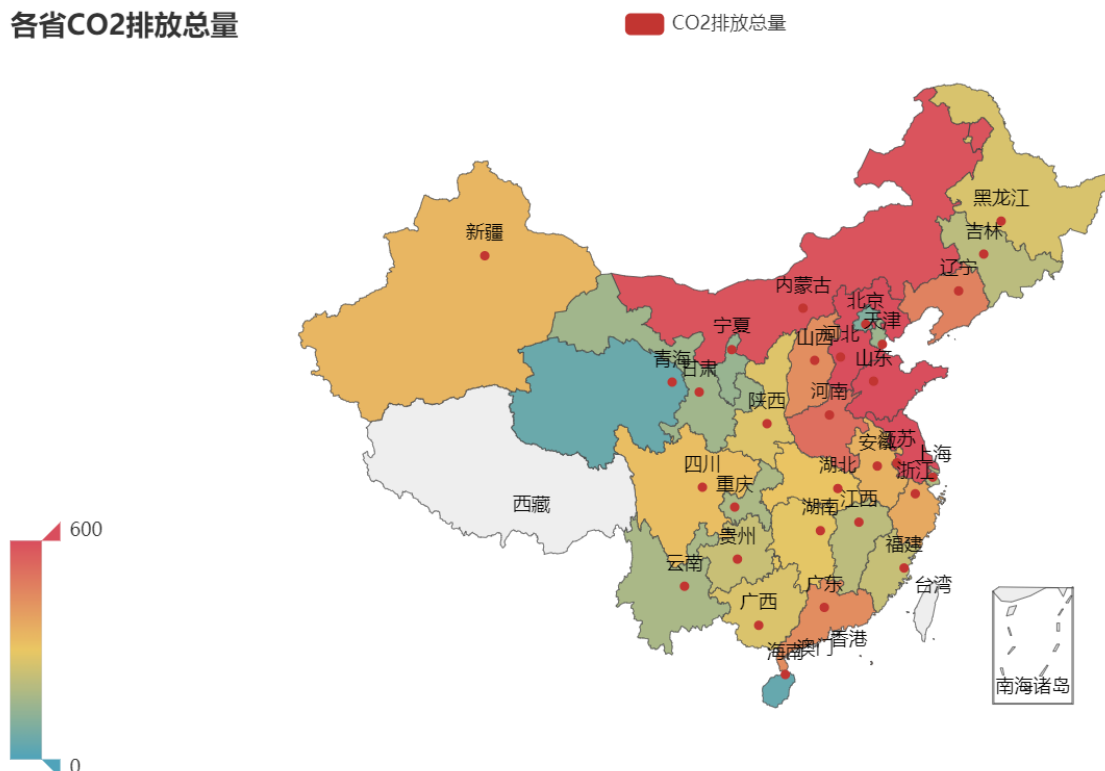 各省CO2排放总量
CO2排放总量
黑龙江
吉林
新疆
辽宁
内蒙古
北京
天津
宁夏
山西
河北
青海
甘肃
山东
陕西
河南
安徽
江苏
上海
四川
湖北
浙江
重庆
江西
西藏
湖南
贵州
福建
云南
台湾
广西
广东
海南
澳门
香港
南海诸岛
600
0